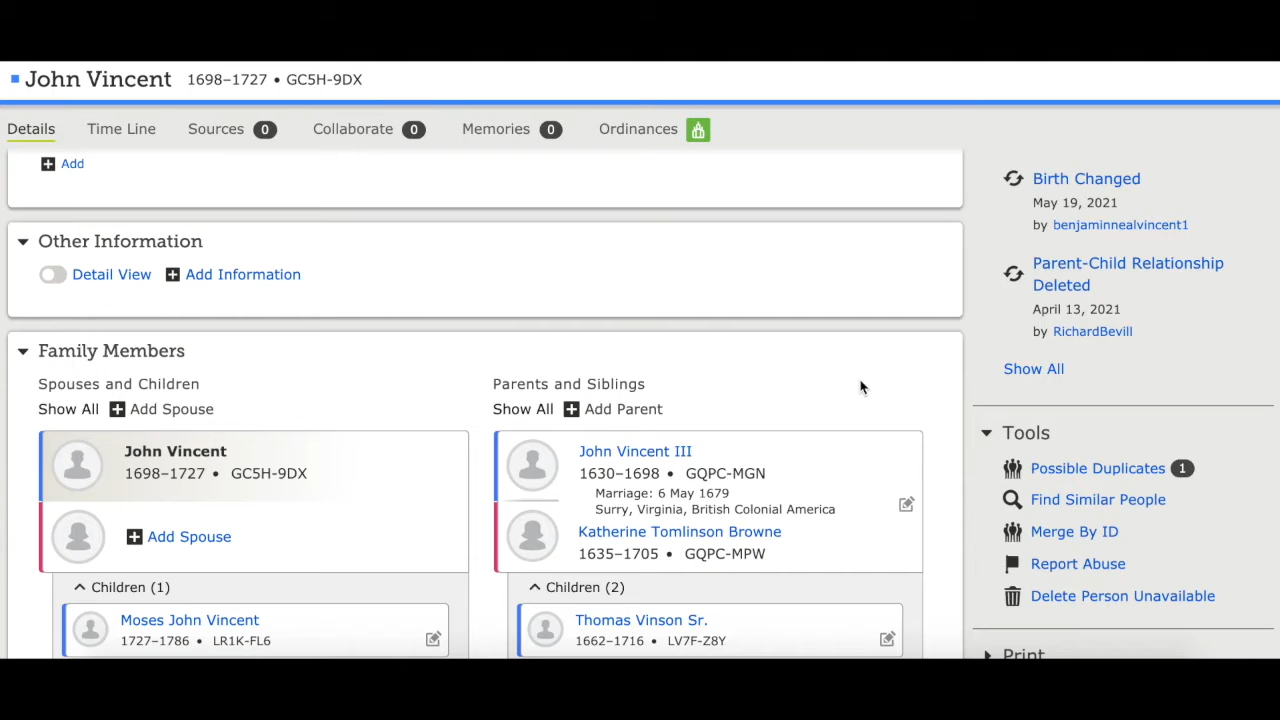 John Vincent 1698–1727 • GC5H-9DX
Details Time Line Sources 0 Collaborate 0 Memories 0 Ordinances
Add
Other Information
Detail View Add Information
Family Members
Spouses and Children
Show All Add Spouse
John Vincent
1698–1727 • GC5H-9DX
Add Spouse
Children (1)
Moses John Vincent
1727–1786 • LR1K-FL6
Parents and Siblings
Show All Add Parent
John Vincent III
1630–1698 • GQPC-MGN
Marriage: 6 May 1679
Surry, Virginia, British Colonial America
Katherine Tomlinson Browne
1635–1705 • GQPC-MPW
Children (2)
Thomas Vinson Sr.
1662–1716 • LV7F-Z8Y
Birth Changed
May 19, 2021
by benjaminnealvincent1
Parent-Child Relationship
Deleted
April 13, 2021
by RichardBevill
Show All
Tools
Possible Duplicates 1
Find Similar People
Merge By ID
Report Abuse
Delete Person Unavailable
Print